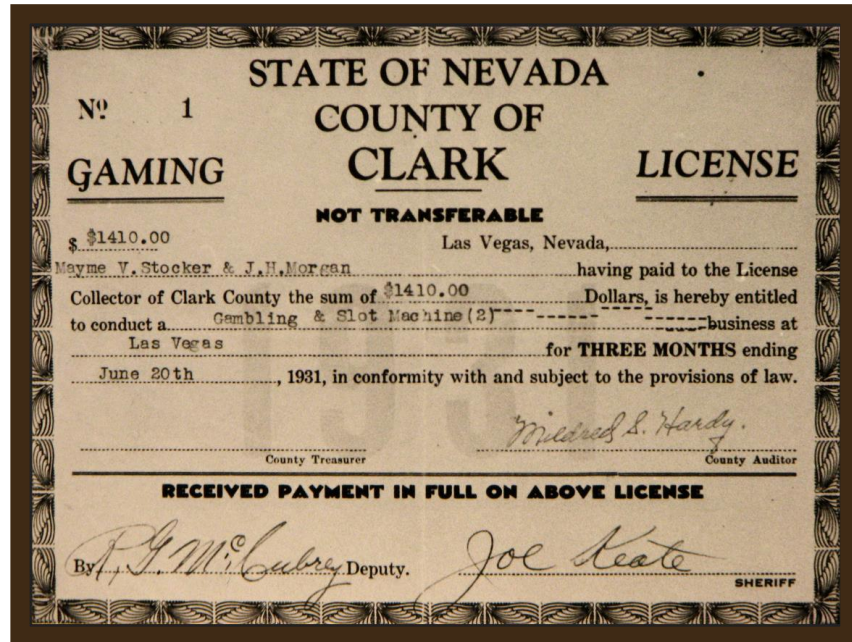 STATE OF NEVADA
Nº 1
COUNTY OF
GAMING CLARK LICENSE
NOT TRANSFERABLE
$ $1410.00 Las Vegas, Nevada,
Mayme V.Stocker & J.H.Morgan having paid to the License
Collector of Clark County the sum of $1410.00 Dollars, is hereby entitled
to conduct a Gambling & Slot Machine(2) business at
Las Vegas for THREE MONTHS ending
June 20th, 1931, in conformity with and subject to the provisions of law.
1931
Mildred S. Hardy.
County Treasurer County Auditor
RECEIVED PAYMENT IN FULL ON ABOVE LICENSE
By R. G. McCubrey Deputy. Joe Keate
SHERIFF